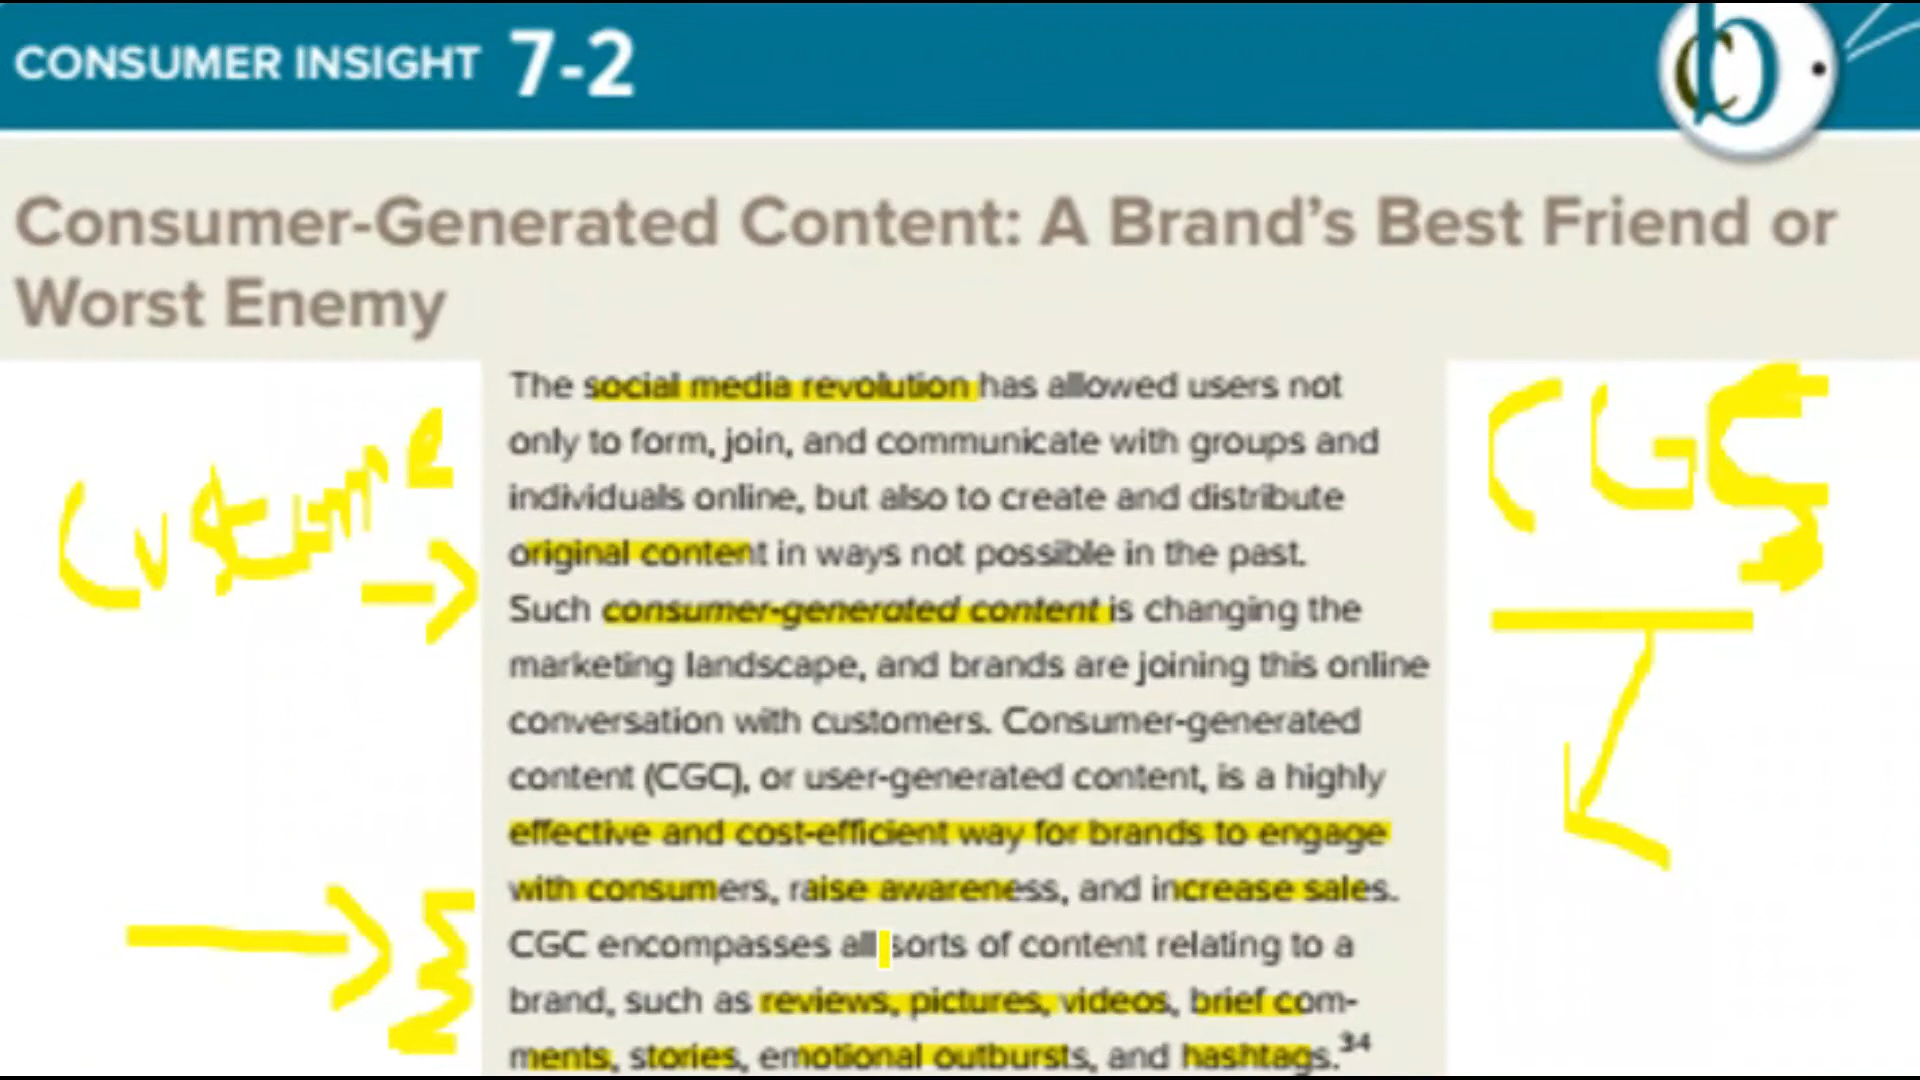 CONSUMER INSIGHT 7-2
cb
Consumer-Generated Content: A Brand's Best Friend or
Worst Enemy
The social media revolution has allowed users not
only to form, join, and communicate with groups and
individuals online, but also to create and distribute
original content in ways not possible in the past.
Such consumer-generated content is changing the
marketing landscape, and brands are joining this online
conversation with customers. Consumer-generated
content (CGC), or user-generated content, is a highly
effective and cost-efficient way for brands to engage
with consumers, raise awareness, and increase sales.
CGC encompasses all sorts of content relating to a
brand, such as reviews, pictures, videos, brief com-
ments, stories, emotional outbursts, and hashtags.34
CGC